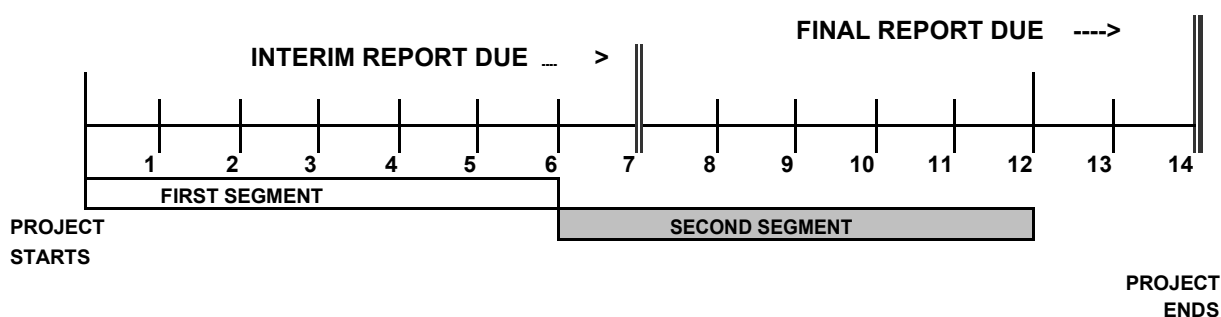 FINAL REPORT DUE ---->
INTERIM REPORT DUE .... >
1 2 3 4 5 6 7 8 9 10 11 12 13 14
FIRST SEGMENT
PROJECT
STARTS
SECOND SEGMENT
PROJECT
ENDS